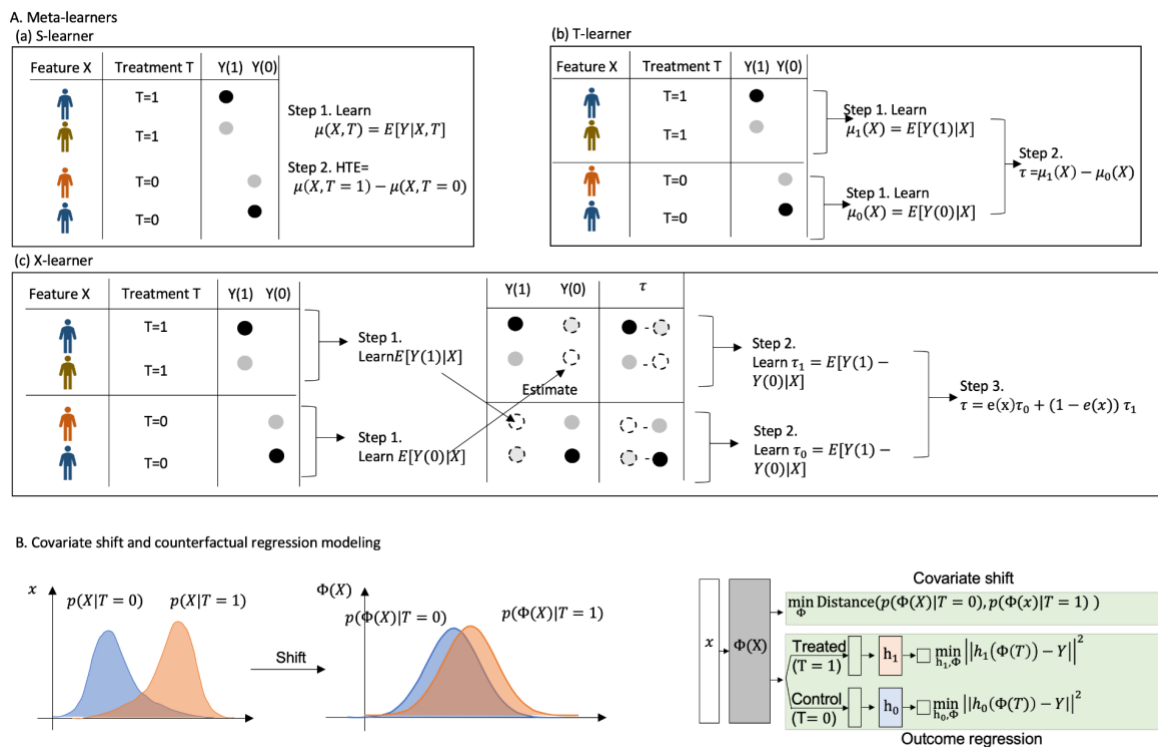 A. Meta-learners
(a) S-learner
Feature X Treatment T Y(1) Y(0)
T=1
T=1
T=0
T=0
Step 1. Learn
μ(X,T) = E[Y|X,T]
Step 2. HTE=
μ(X,T = 1) − μ(X,T = 0)
(b) T-learner
Feature X Treatment T Y(1) Y(0)
T=1
T=1
T=0
T=0
Step 1. Learn
μ₁(X) = E[Y(1)|X]
Step 1. Learn
μ₀(X) = E[Y(0)|X]
Step 2.
τ =μ₁(X) − μ₀(X)
(c) X-learner
Feature X Treatment T Y(1) Y(0)
T=1
T=1
T=0
T=0
Step 1.
LearnE[Y(1)|X]
Step 1.
Learn E[Y(0)|X]
Y(1) Y(0) τ
-
-
Estimate
-
-
Step 2.
Learn τ₁ = E[Y(1) −
Y(0)|X]
Step 2.
Learn τ₀ = E[Y(1) −
Y(0)|X]
Step 3.
τ = e(x)τ₀ + (1 − e(x)) τ₁
B. Covariate shift and counterfactual regression modeling
x
p(X|T = 0) p(X|T = 1)
Shift
Φ(X)
p(Φ(X)|T = 0) p(Φ(X)|T = 1)
x
Φ(X)
Covariate shift
min Distance(p(Φ(X)|T = 0), p(Φ(x)|T = 1) )
Φ
Treated
(T = 1)
h₁
min ||h₁(Φ(T)) − Y||²
h₁,Φ
Control
(T=0)
h₀
min ||h₀(Φ(T)) − Y||²
h₀,Φ
Outcome regression